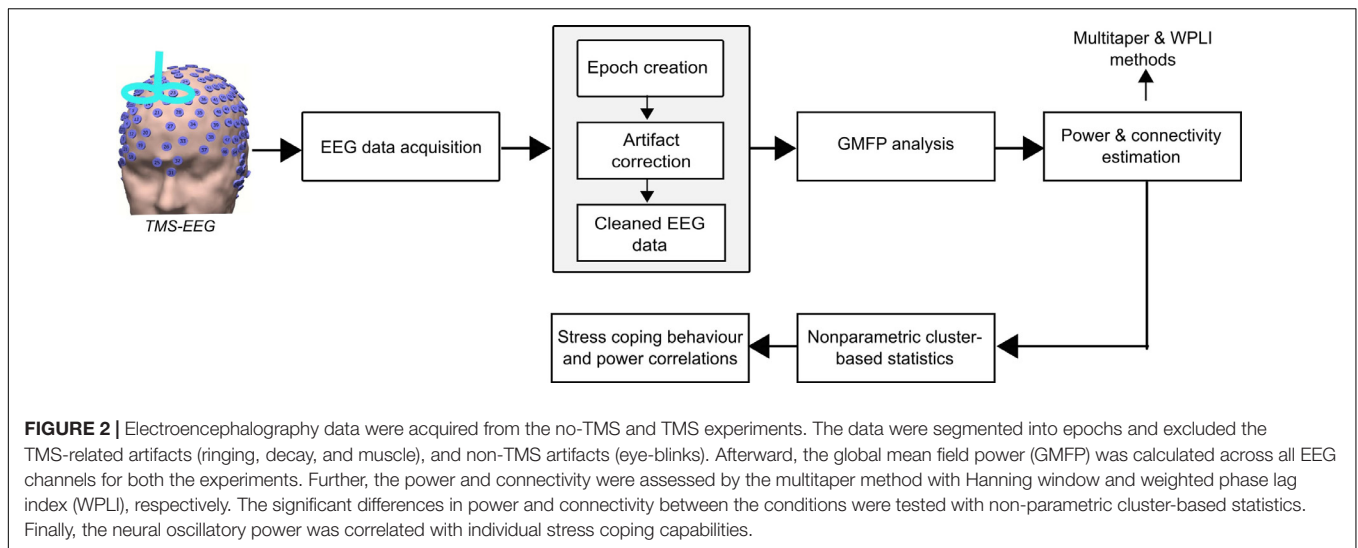 Multitaper & WPLI
methods
Epoch creation
EEG data acquisition
Artifact
correction
GMFP analysis
Power & connectivity
estimation
Cleaned EEG
data
TMS-EEG
Stress coping behaviour
and power correlations
Nonparametric cluster-
based statistics
FIGURE 2 | Electroencephalography data were acquired from the no-TMS and TMS experiments. The data were segmented into epochs and excluded the
TMS-related artifacts (ringing, decay, and muscle), and non-TMS artifacts (eye-blinks). Afterward, the global mean field power (GMFP) was calculated across all EEG
channels for both the experiments. Further, the power and connectivity were assessed by the multitaper method with Hanning window and weighted phase lag
index (WPLI), respectively. The significant differences in power and connectivity between the conditions were tested with non-parametric cluster-based statistics.
Finally, the neural oscillatory power was correlated with individual stress coping capabilities.